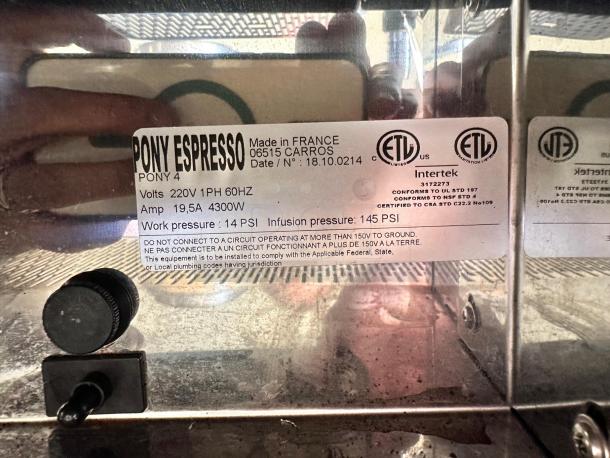 PONY ESPRESSO
Made in FRANCE
06515 CARROS
Date / N° : 18.10.0214
PONY 4
Volts 220V 1PH 60HZ
Amp 19,5A 4300W
Work pressure : 14 PSI Infusion pressure: 145 PSI
C ETL US
ETL
Intertek
3172273
CONFORMS TO UL STD 197
CONFORMS TO NSF STD 4
CERTIFIED TO CSA STD C22.2 No109
DO NOT CONNECT TO A CIRCUIT OPERATING AT MORE THAN 150V TO GROUND.
NE PAS CONNECTER A UN CIRCUIT FONCTIONNANT A PLUS DE 150V A LA TERRE.
This equipement is to be installed to comply with the Applicable Federal, State,
or Local plumbing codes having jurisdiction